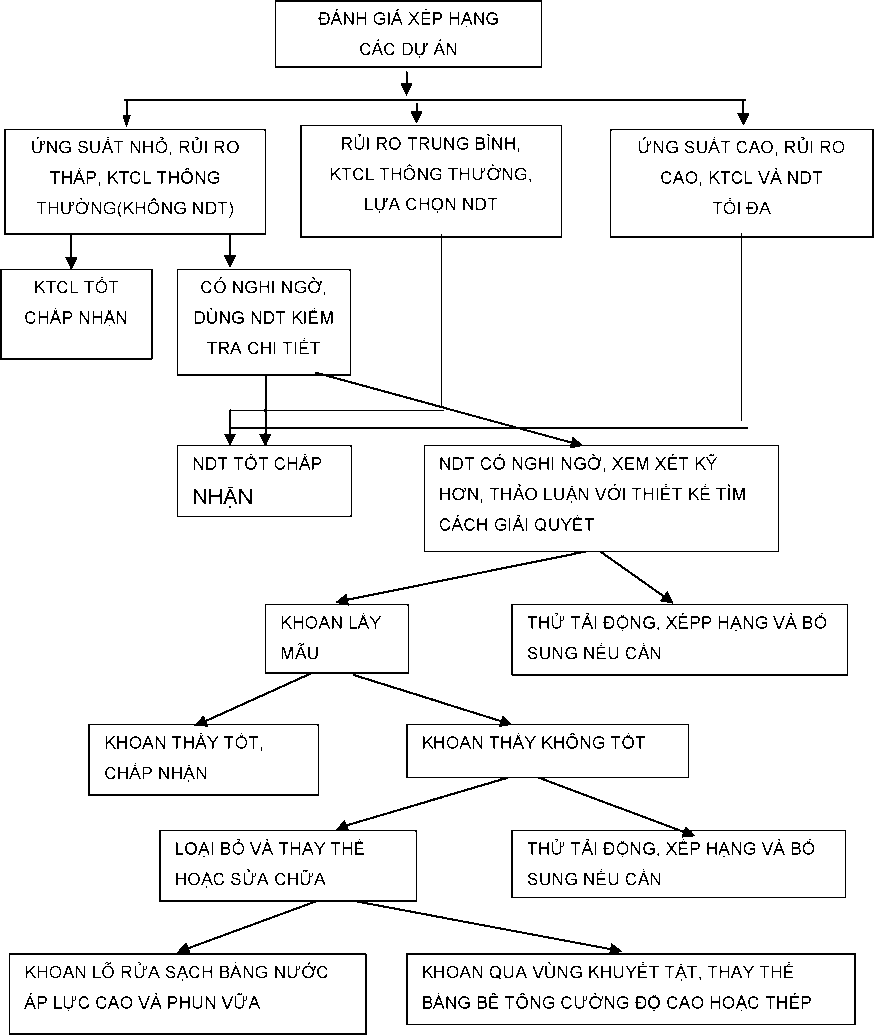 ĐÁNH GIÁ XẾP HẠNG
CÁC DỰ ÁN
ỨNG SUẤT NHỎ, RỦI RO
THẤP, KTCL THÔNG
THƯỜNG(KHÔNG NDT)
RỦI RO TRUNG BÌNH,
KTCL THÔNG THƯỜNG,
LỰA CHỌN NDT
ỨNG SUẤT CAO, RỦI RO
CAO, KTCL VÀ NDT
TỐI ĐA
KTCL TỐT
CHẤP NHẬN
CÓ NGHI NGỜ,
DÙNG NDT KIỂM
TRA CHI TIẾT
NDT TỐT CHẤP
NHẬN
NDT CÓ NGHI NGỜ, XEM XÉT KỸ
HƠN, THẢO LUẬN VỚI THIẾT KẾ TÌM
CÁCH GIẢI QUYẾT
KHOAN LẤY
MẪU
THỬ TẢI ĐỘNG, XẾPP HẠNG VÀ BỔ
SUNG NẾU CẦN
KHOAN THẤY TỐT,
CHẤP NHẬN
KHOAN THẤY KHÔNG TỐT
LOẠI BỎ VÀ THAY THẾ
HOẶC SỬA CHỮA
THỬ TẢI ĐỘNG, XẾP HẠNG VÀ BỔ
SUNG NẾU CẦN
KHOAN LỖ RỬA SẠCH BẰNG NƯỚC
ÁP LỰC CAO VÀ PHUN VỮA
KHOAN QUA VÙNG KHUYẾT TẬT, THAY THẾ
BẰNG BÊ TÔNG CƯỜNG ĐỘ CAO HOẶC THÉP